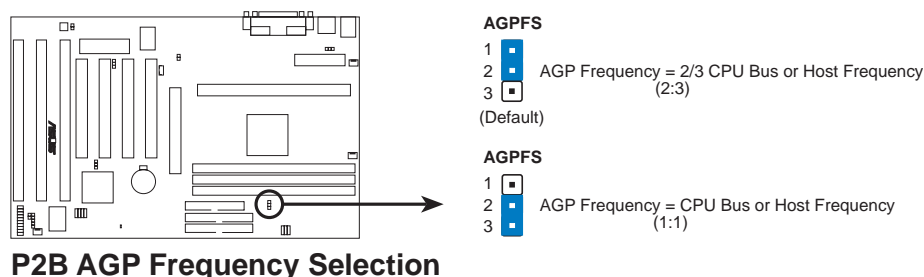 AGPFS
1
2 AGP Frequency = 2/3 CPU Bus or Host Frequency
(2:3)
3
(Default)
AGPFS
1
2 AGP Frequency = CPU Bus or Host Frequency
(1:1)
3
ASUS
P2B AGP Frequency Selection